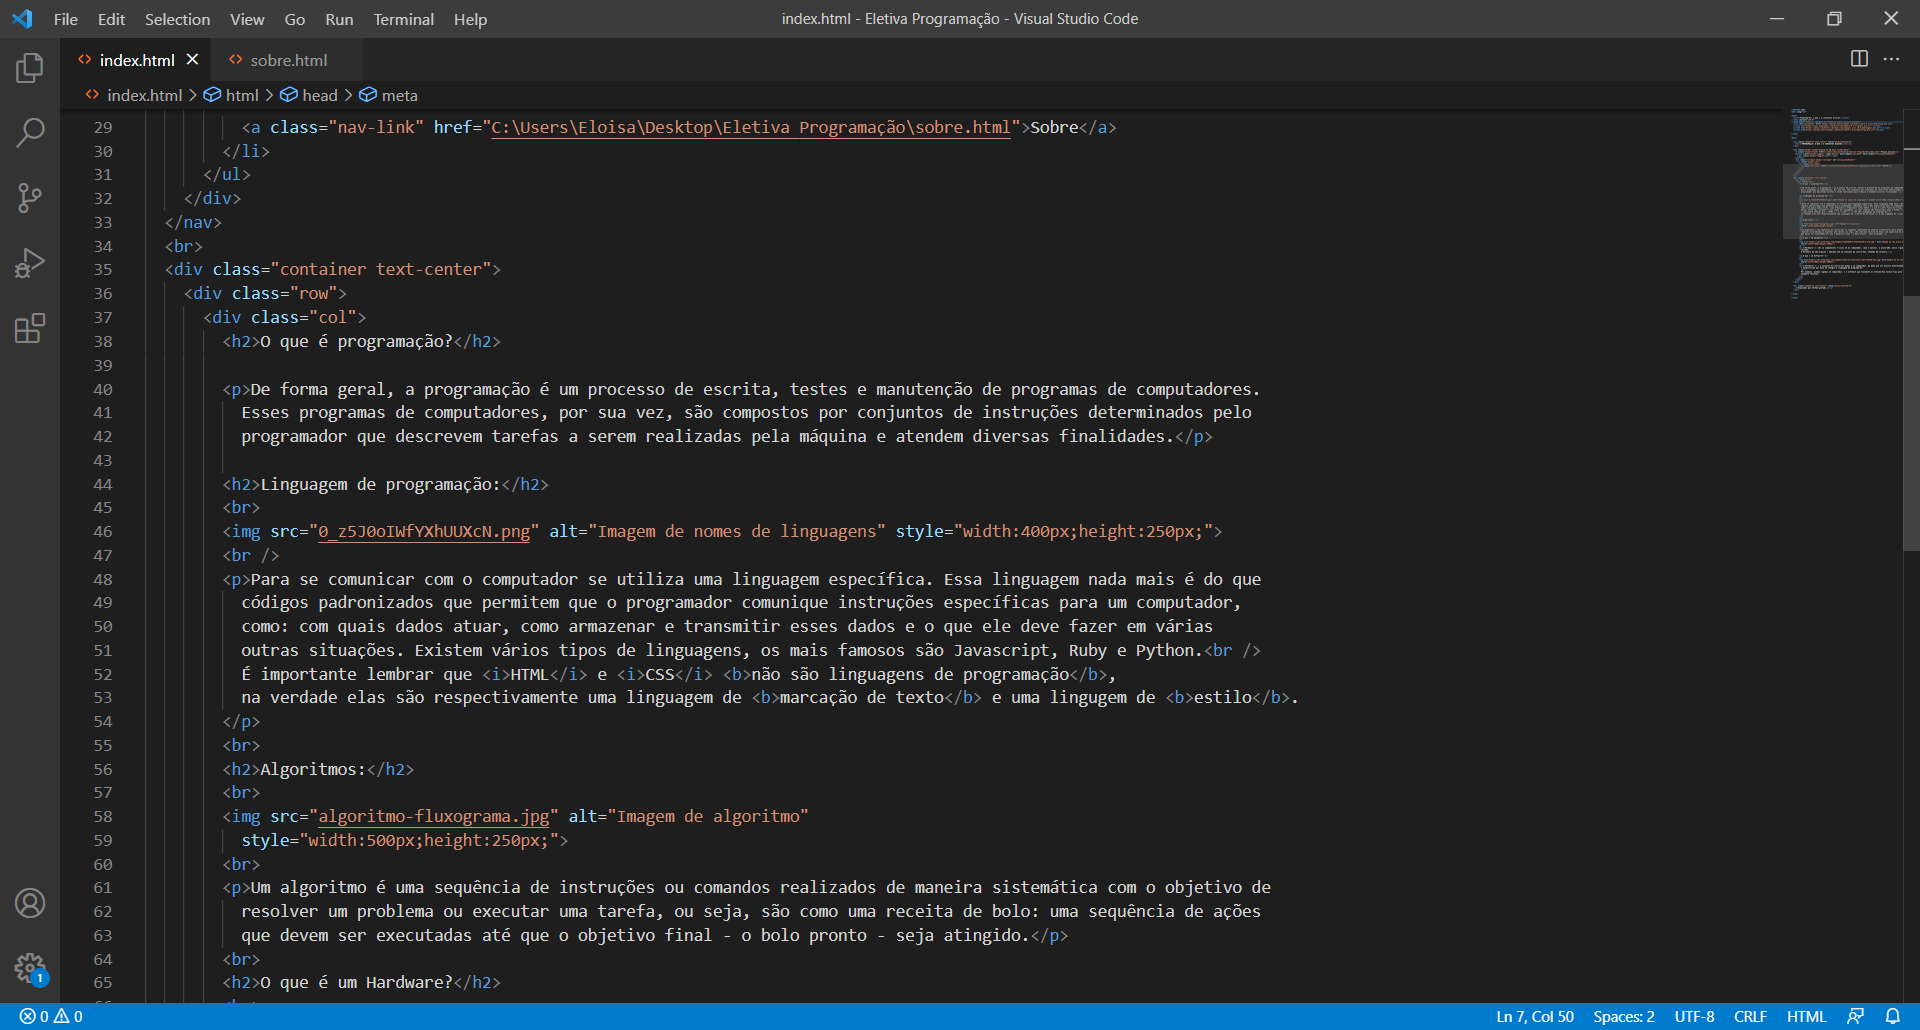 File Edit Selection View Go Run Terminal Help
index.html - Eletiva Programação - Visual Studio Code
index.html
sobre.html
index.html > html > head > meta
29 <a class="nav-link" href="C:\Users\Eloisa\Desktop\Eletiva Programação\sobre.html">Sobre</a>
30 </li>
31 </ul>
32 </div>
33 </nav>
34 <br>
35 <div class="container text-center">
36 <div class="row">
37 <div class="col">
38 <h2>O que é programação?</h2>
39
40 <p>De forma geral, a programação é um processo de escrita, testes e manutenção de programas de computadores.
41 Esses programas de computadores, por sua vez, são compostos por conjuntos de instruções determinados pelo
42 programador que descrevem tarefas a serem realizadas pela máquina e atendem diversas finalidades.</p>
43
44 <h2>Linguagem de programação:</h2>
45 <br>
46 <img src="0_z5J0oIWfYXhUUXcN.png" alt="Imagem de nomes de linguagens" style="width:400px;height:250px;">
47 <br />
48 <p>Para se comunicar com o computador se utiliza uma linguagem específica. Essa linguagem nada mais é do que
49 códigos padronizados que permitem que o programador comunique instruções específicas para um computador,
50 como: com quais dados atuar, como armazenar e transmitir esses dados e o que ele deve fazer em várias
51 outras situações. Existem vários tipos de linguagens, os mais famosos são Javascript, Ruby e Python.<br />
52 É importante lembrar que <i>HTML</i> e <i>CSS</i> <b>não são linguagens de programação</b>,
53 na verdade elas são respectivamente uma linguagem de <b>marcação de texto</b> e uma lingugem de <b>estilo</b>.
54 </p>
55 <br>
56 <h2>Algoritmos:</h2>
57 <br>
58 <img src="algoritmo-fluxograma.jpg" alt="Imagem de algoritmo"
59 style="width:500px;height:250px;">
60 <br>
61 <p>Um algoritmo é uma sequência de instruções ou comandos realizados de maneira sistemática com o objetivo de
62 resolver um problema ou executar uma tarefa, ou seja, são como uma receita de bolo: uma sequência de ações
63 que devem ser executadas até que o objetivo final - o bolo pronto - seja atingido.</p>
64 <br>
65 <h2>O que é um Hardware?</h2>
1
0 0
Ln 7, Col 50 Spaces: 2 UTF-8 CRLF HTML